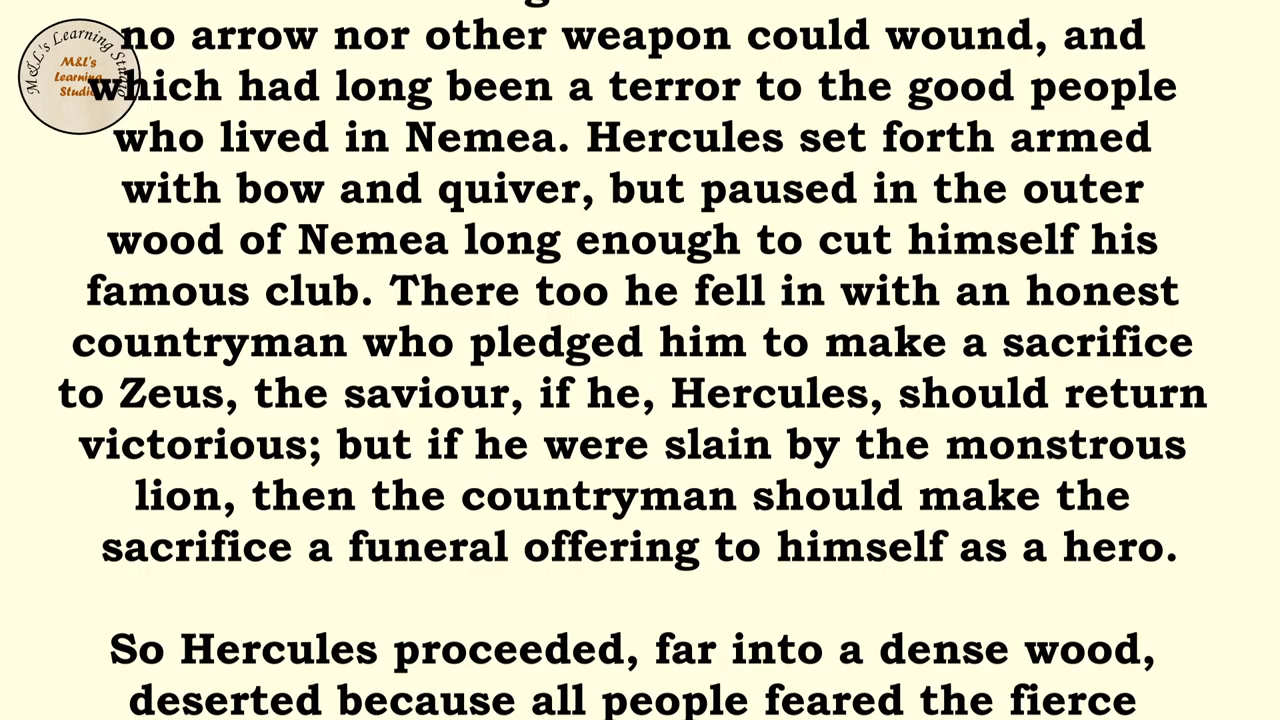 M&L's Learning Studio
M&L's
Learning
Studio
no arrow nor other weapon could wound, and
which had long been a terror to the good people
who lived in Nemea. Hercules set forth armed
with bow and quiver, but paused in the outer
wood of Nemea long enough to cut himself his
famous club. There too he fell in with an honest
countryman who pledged him to make a sacrifice
to Zeus, the saviour, if he, Hercules, should return
victorious; but if he were slain by the monstrous
lion, then the countryman should make the
sacrifice a funeral offering to himself as a hero.
So Hercules proceeded, far into a dense wood,
deserted because all people feared the fierce